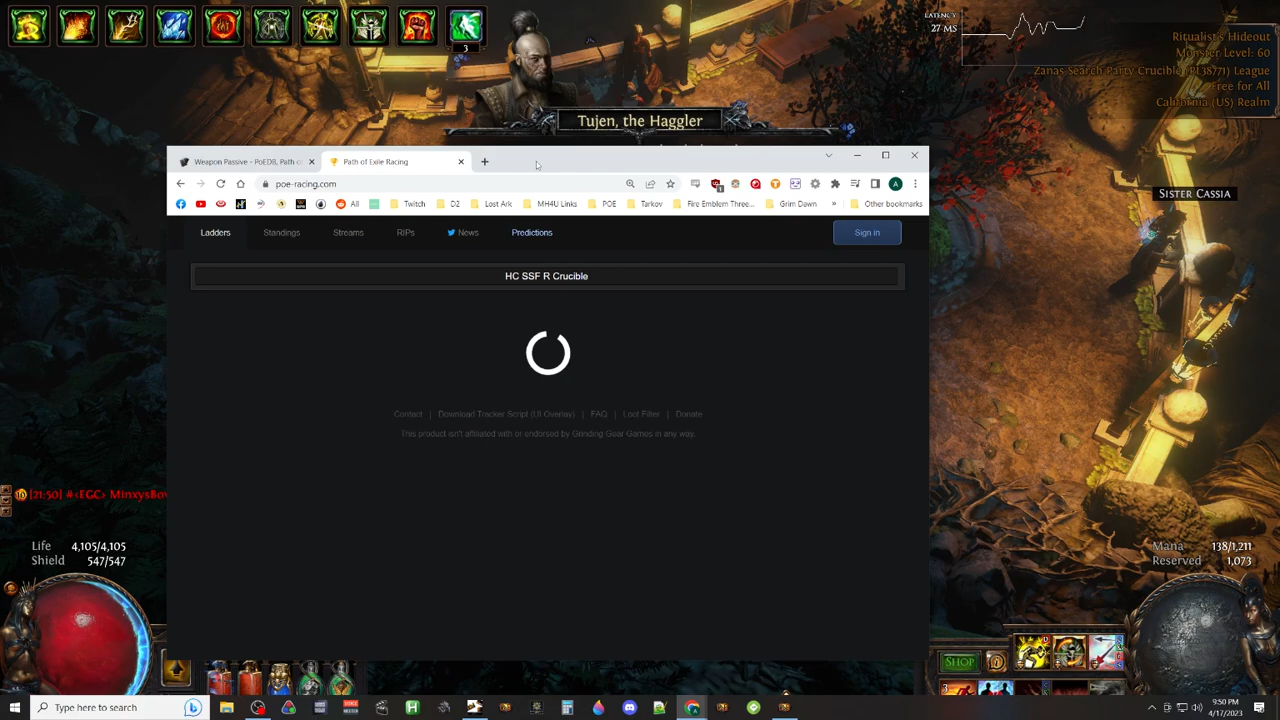 3
LATENCY
27 MS
Ritualist's Hideout
Monster Level: 60
Zanas Search Party Crucible (PL38771) League
Free for All
California (US) Realm
Tujen, the Haggler
Sister Cassia
Weapon Passive - PoEDB, Path o
Path of Exile Racing
poe-racing.com
All
Twitch
D2
Lost Ark
MH4U Links
POE
Tarkov
Fire Emblem Three...
Grim Dawn
»
Other bookmarks
Ladders
Standings
Streams
RIPs
News
Predictions
Sign in
HC SSF R Crucible
Contact | Download Tracker Script (UI Overlay) | FAQ | Loot Filter | Donate
This product isn't affiliated with or endorsed by Grinding Gear Games in any way.
[21:50] #<EGC> MinxysBo
Life 4,105/4,105
Shield 547/547
Mana 138/1,211
Reserved 1,073
Shop
3
Type here to search
9:50 PM
4/17/2023